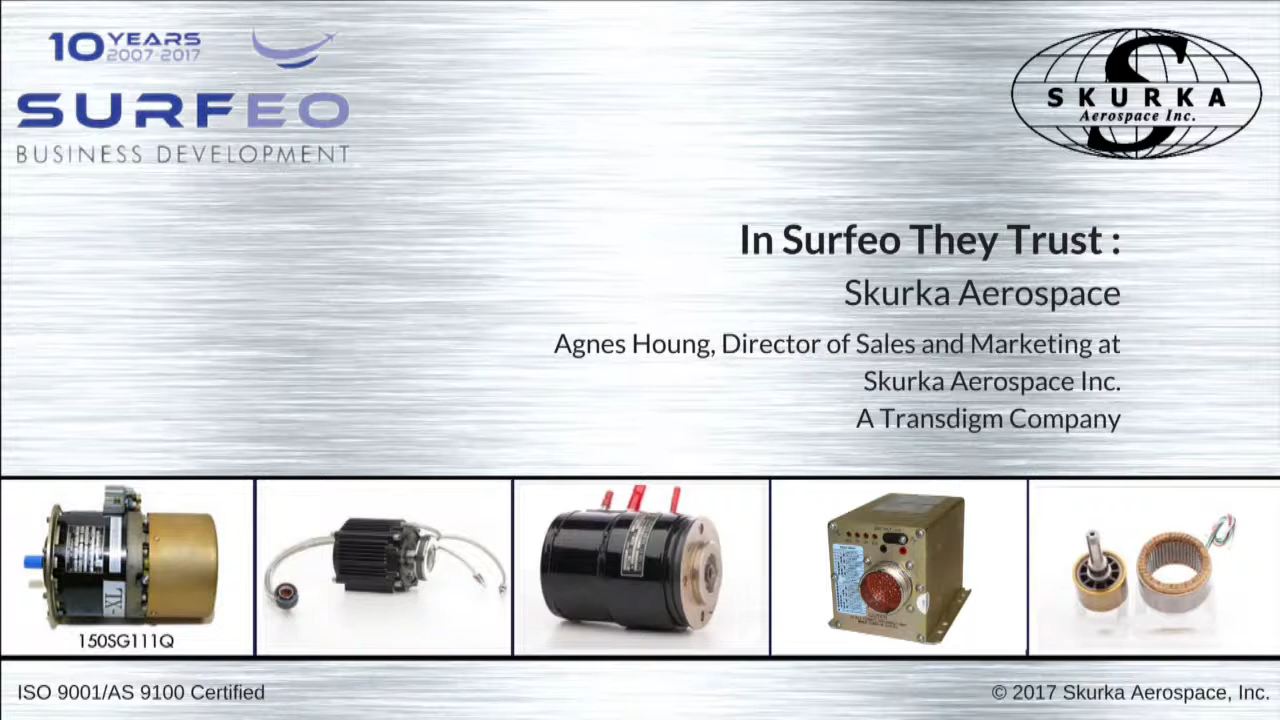 10 YEARS
2007-2017
SURFEO
BUSINESS DEVELOPMENT
SKURKA
Aerospace Inc.
In Surfeo They Trust :
Skurka Aerospace
Agnes Houng, Director of Sales and Marketing at
Skurka Aerospace Inc.
A Transdigm Company
-XL
150SG111Q
ISO 9001/AS 9100 Certified
© 2017 Skurka Aerospace, Inc.